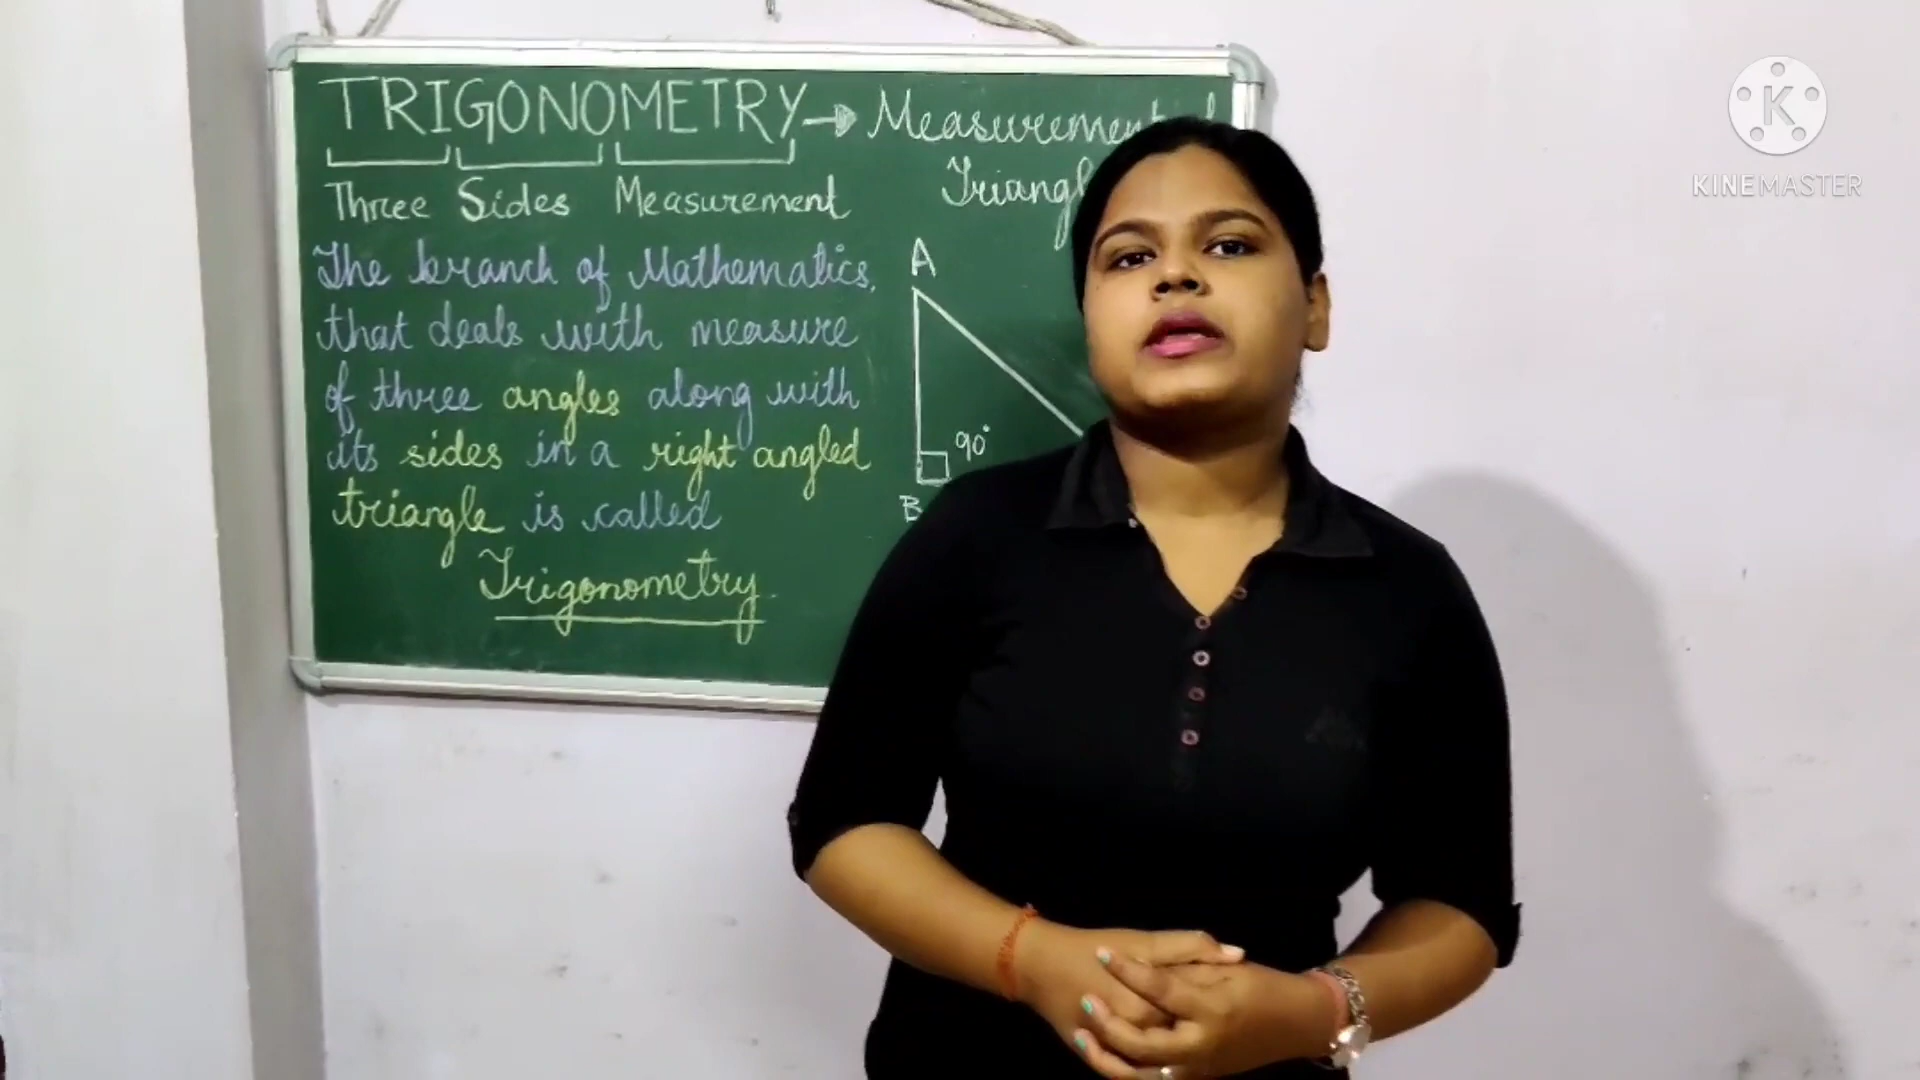 TRIGONOMETRY → Measurement
Triangl
Three Sides Measurement
The branch of Mathematics,
that deals with measure
of three angles along with
its sides in a right angled
triangle is called
Trigonometry.
A
90°
B
K
KINEMASTER